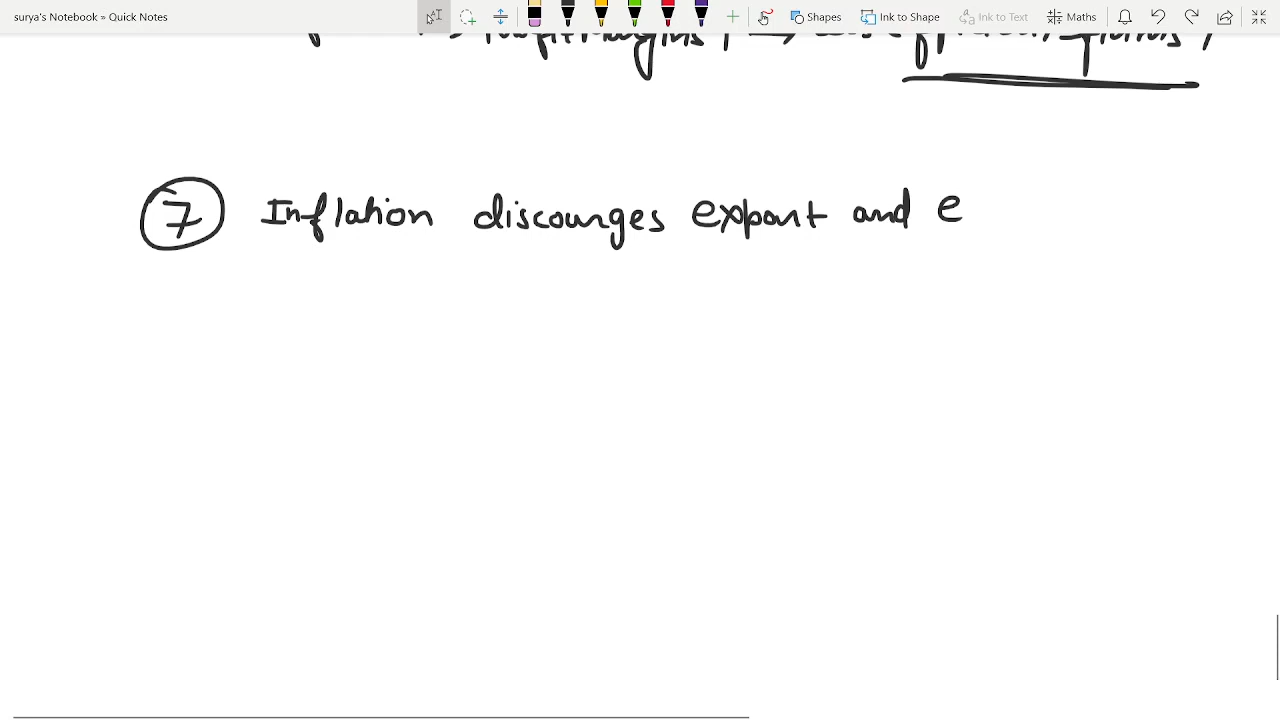 surya's Notebook » Quick Notes
Shapes Ink to Shape Ink to Text Maths
7 Inflation discourges export and e